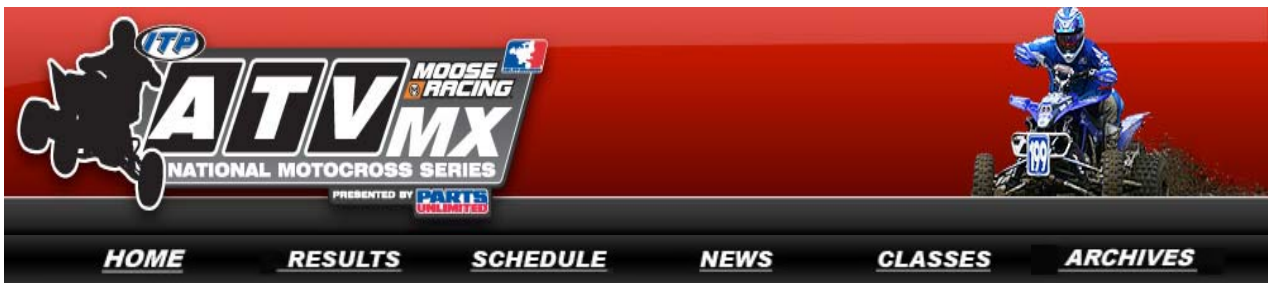 ITP
ATV
MOOSE
RACING
MX
NATIONAL MOTOCROSS SERIES
PRESENTED BY PARTS
UNLIMITED
199
HOME RESULTS SCHEDULE NEWS CLASSES ARCHIVES